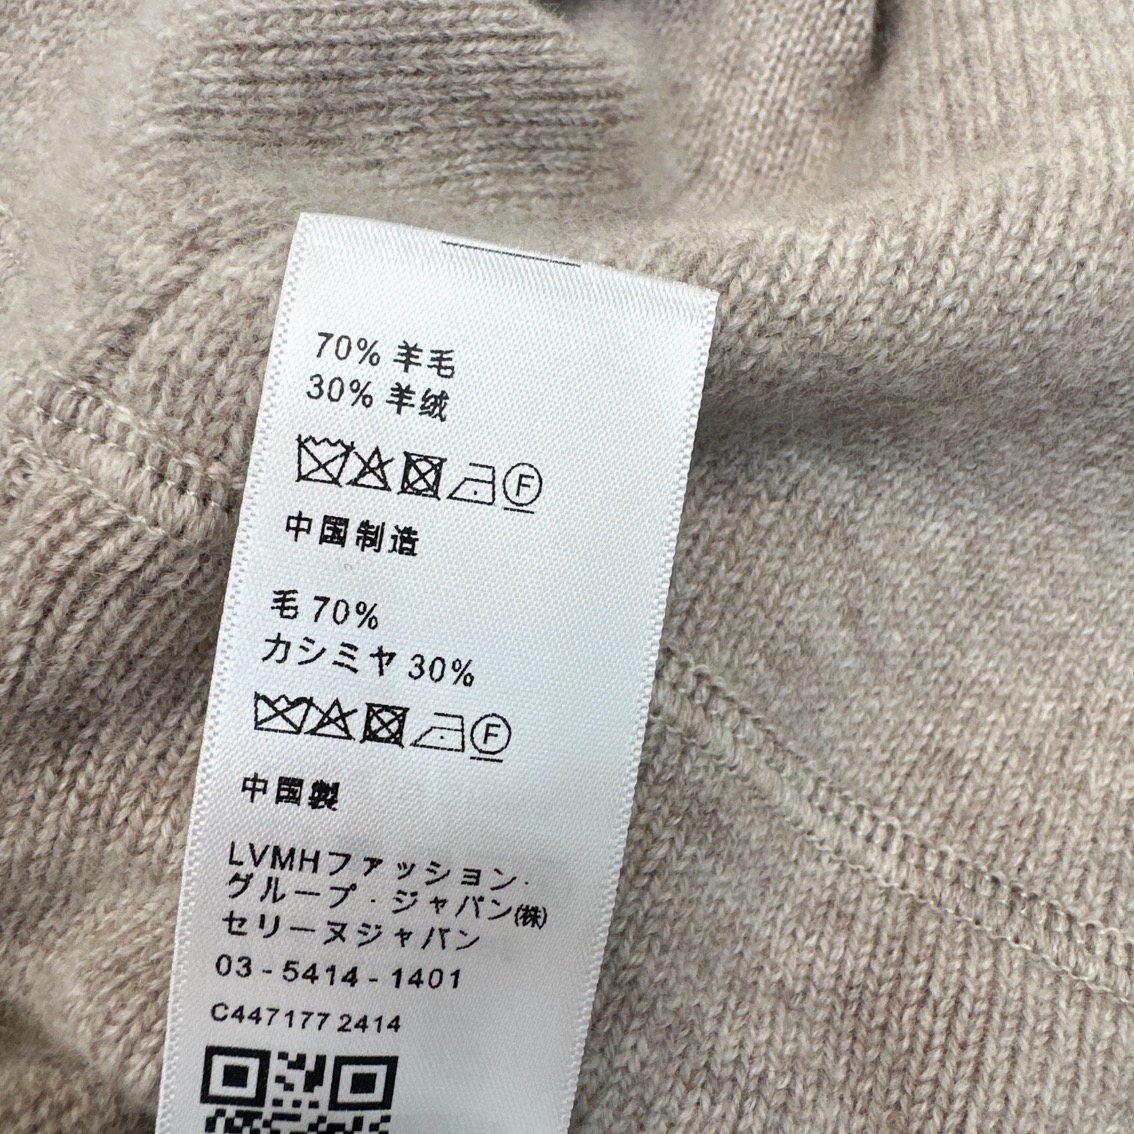 70% 羊毛
30% 羊绒
F
中国制造
毛 70%
カシミヤ 30%
F
中国製
LVMHファッション・
グループ・ジャパン(株)
セリーヌジャパン
03-5414-1401
C447177 2414